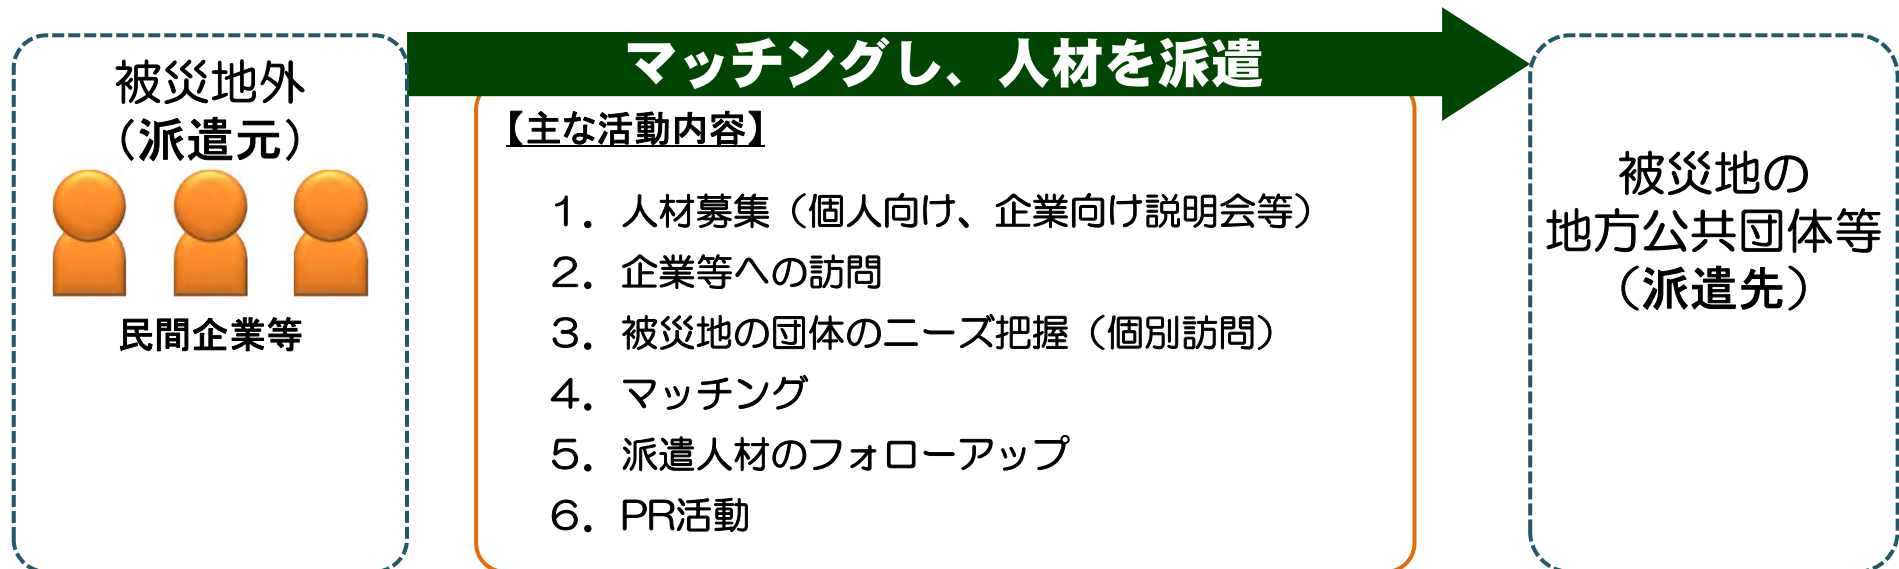 被災地外
（派遣元）
民間企業等
マッチングし、人材を派遣
【主な活動内容】
１．人材募集（個人向け、企業向け説明会等）
２．企業等への訪問
３．被災地の団体のニーズ把握（個別訪問）
４．マッチング
５．派遣人材のフォローアップ
６．PR活動
被災地の
地方公共団体等
（派遣先）